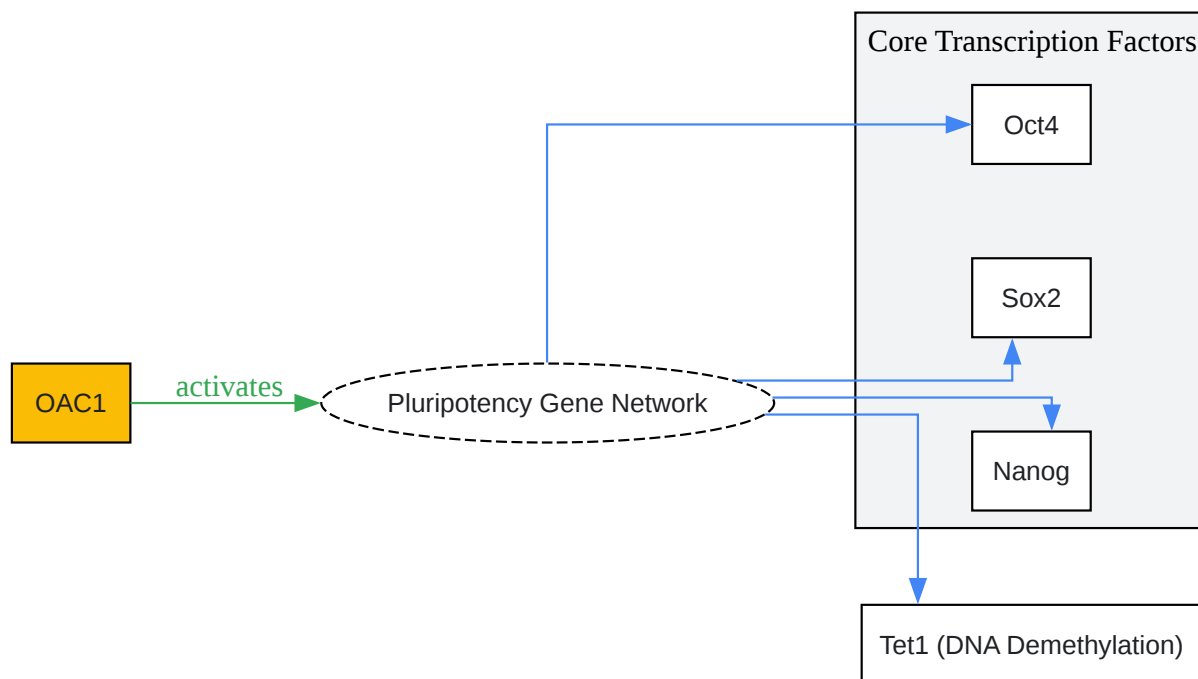 Core Transcription Factors
Oct4
Sox2
OAC1
activates
Pluripotency Gene Network
Nanog
Tet1 (DNA Demethylation)